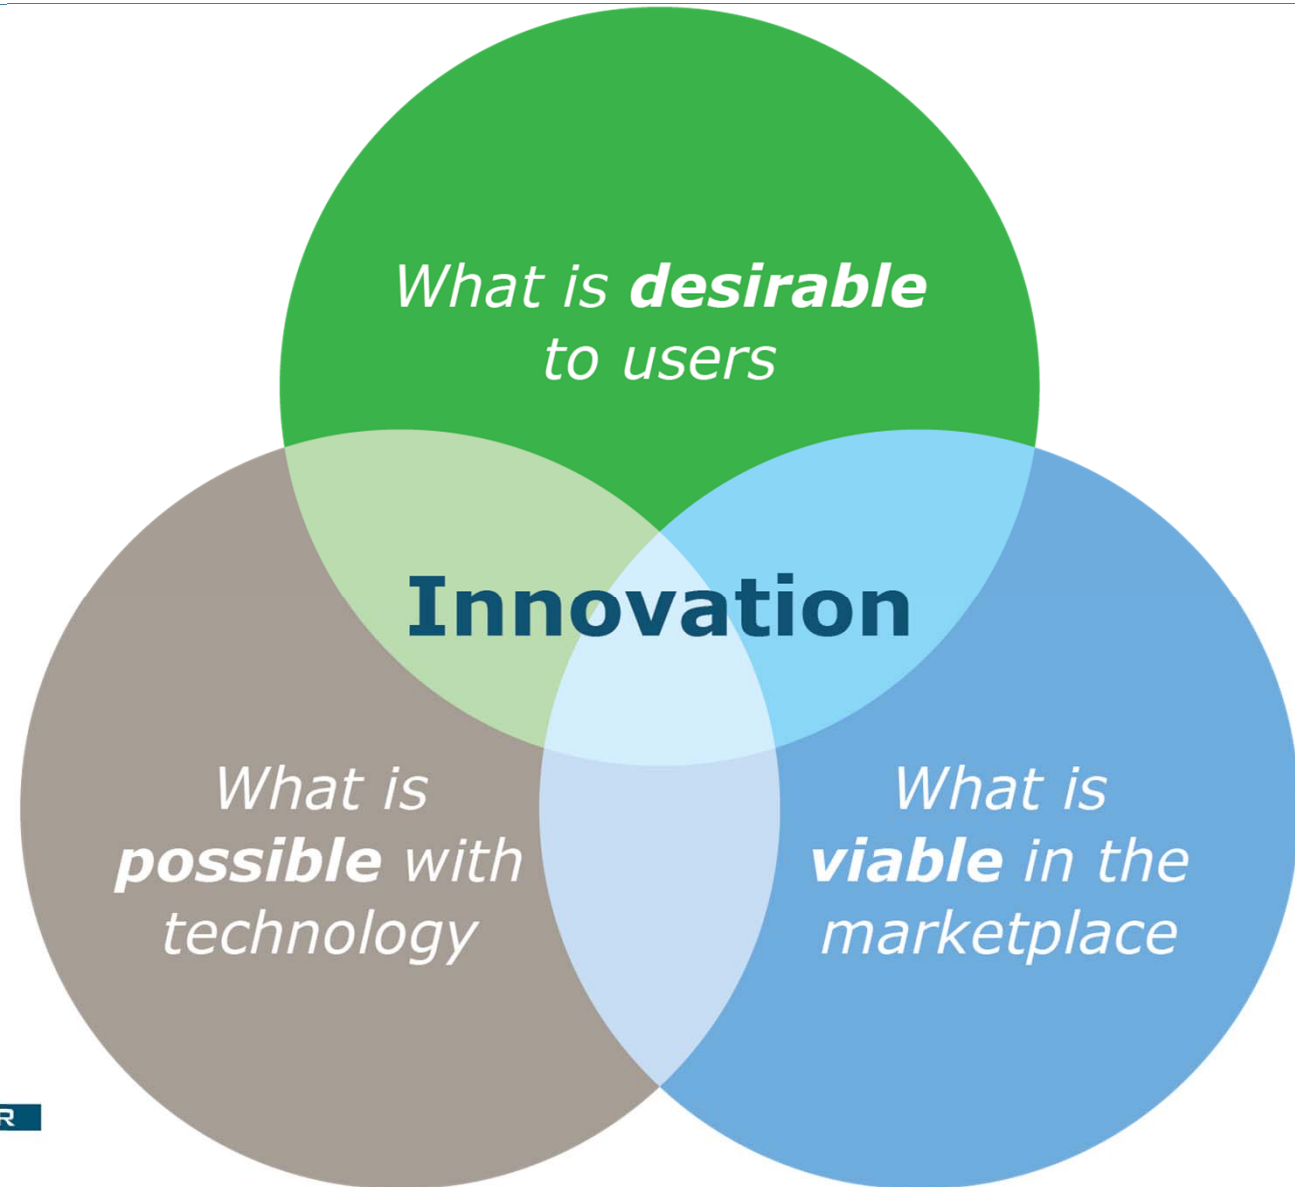 What is desirable
to users
Innovation
What is
possible with
technology
What is
viable in the
marketplace
R